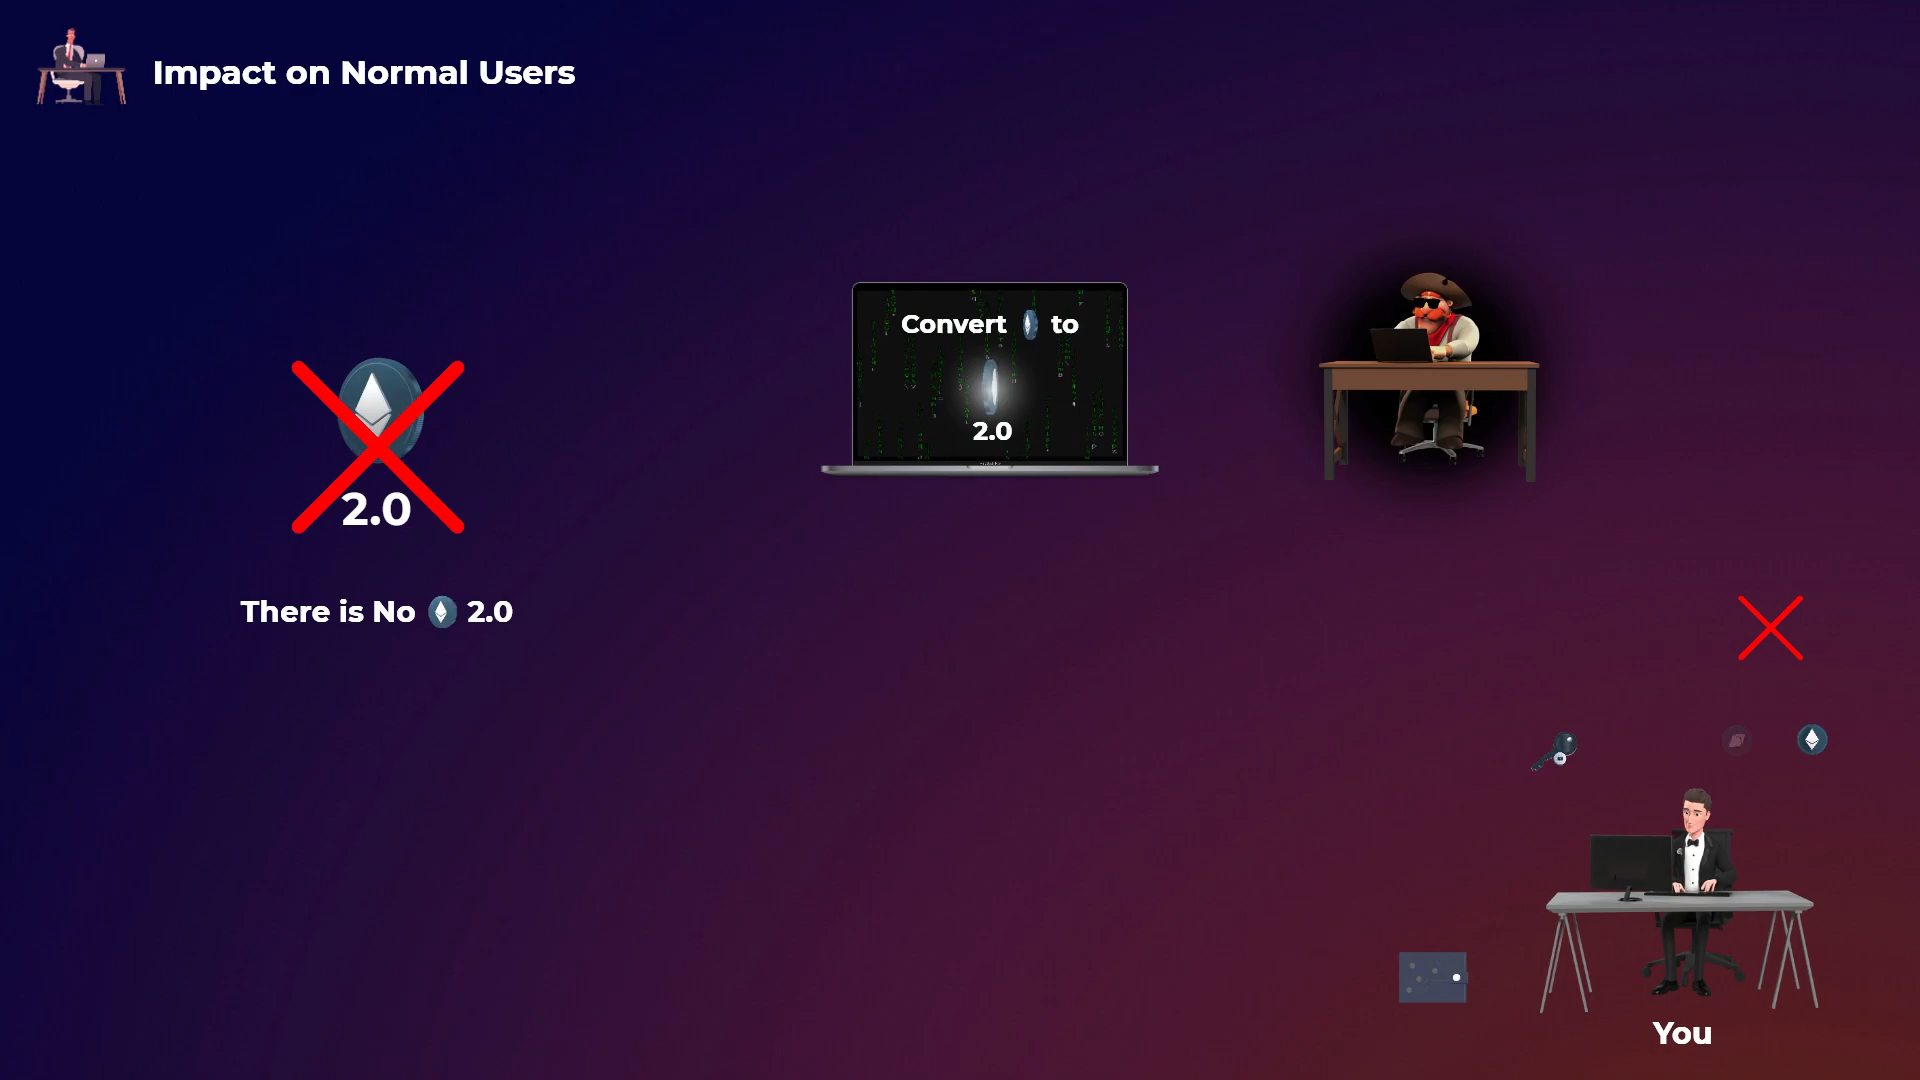 Impact on Normal Users
Convert to
2.0
2.0
There is No 2.0
You